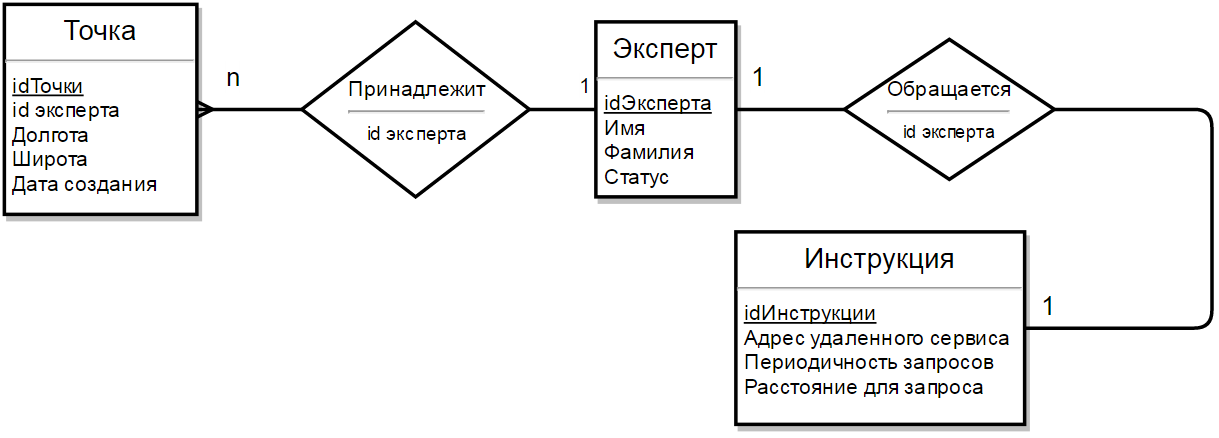 Точка
idТочки
id эксперта
Долгота
Широта
Дата создания
n
Принадлежит
id эксперта
1
Эксперт
idЭксперта
Имя
Фамилия
Статус
1
Обращается
id эксперта
Инструкция
idИнструкции
Адрес удаленного сервиса
Периодичность запросов
Расстояние для запроса
1